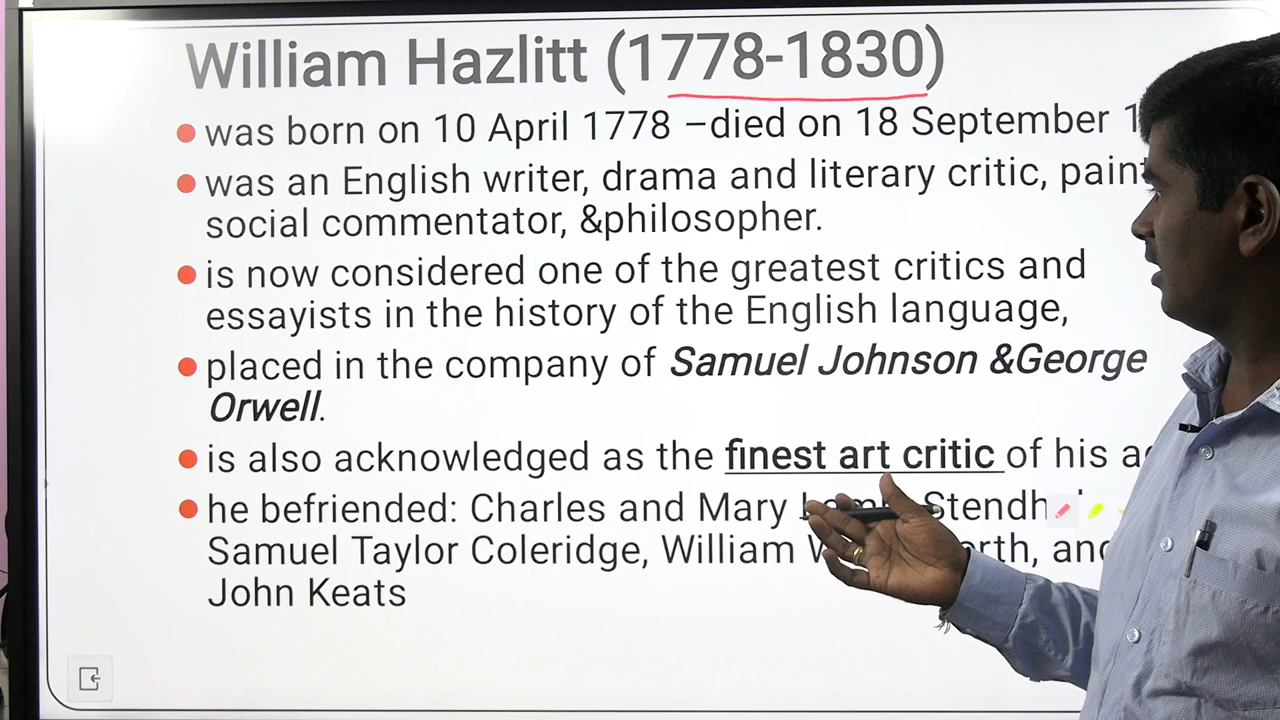 William Hazlitt (1778-1830)
was born on 10 April 1778 –died on 18 September
was an English writer, drama and literary critic,
social commentator, &philosopher.
is now considered one of the greatest critics and
essayists in the history of the English language,
placed in the company of Samuel Johnson &George
Orwell.
is also acknowledged as the finest art critic of his
he befriended: Charles and Mary
Samuel Taylor Coleridge, William
John Keats